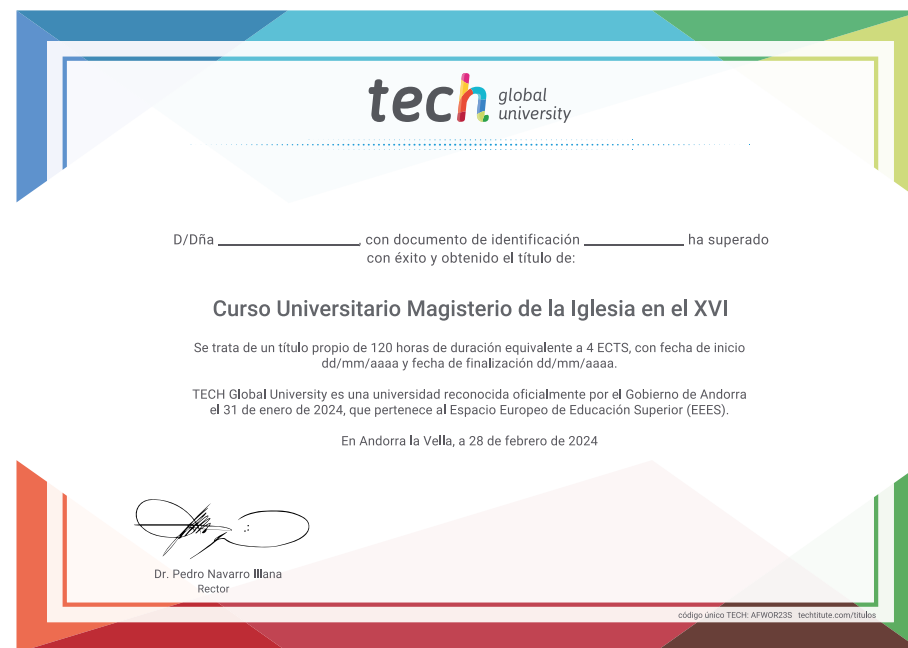 tech global
university
D/Dña ____________, con documento de identificación ____________ ha superado
con éxito y obtenido el título de:
Curso Universitario Magisterio de la Iglesia en el XVI
Se trata de un título propio de 120 horas de duración equivalente a 4 ECTS, con fecha de inicio
dd/mm/aaaa y fecha de finalización dd/mm/aaaa.
TECH Global University es una universidad reconocida oficialmente por el Gobierno de Andorra
el 31 de enero de 2024, que pertenece al Espacio Europeo de Educación Superior (EEES).
En Andorra la Vella, a 28 de febrero de 2024
Dr. Pedro Navarro Illana
Rector
código único TECH: AFWOR23S techtitute.com/titulos